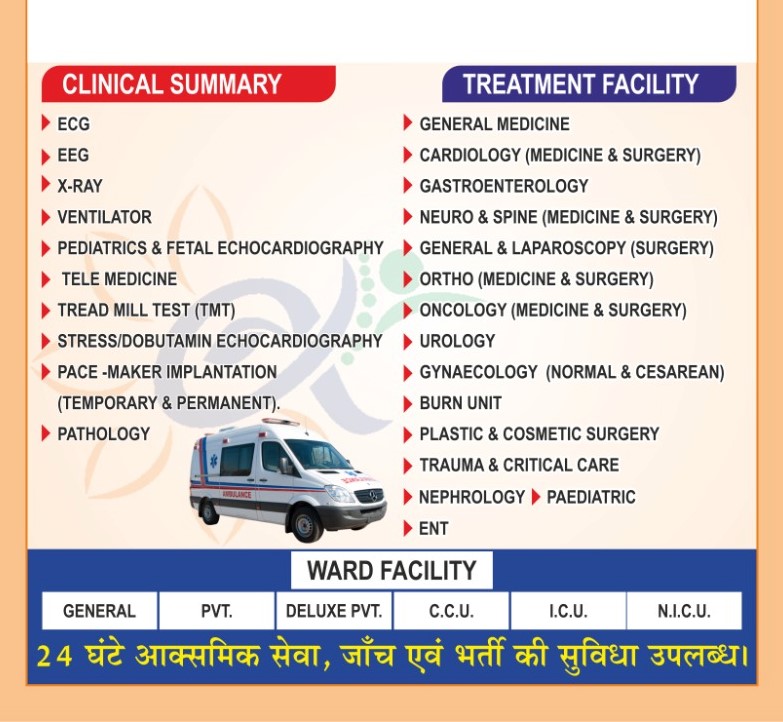 CLINICAL SUMMARY
ECG
EEG
X-RAY
VENTILATOR
PEDIATRICS & FETAL ECHOCARDIOGRAPHY
TELE MEDICINE
TREAD MILL TEST (TMT)
STRESS/DOBUTAMIN ECHOCARDIOGRAPHY
PACE -MAKER IMPLANTATION
(TEMPORARY & PERMANENT).
PATHOLOGY
TREATMENT FACILITY
GENERAL MEDICINE
CARDIOLOGY (MEDICINE & SURGERY)
GASTROENTEROLOGY
NEURO & SPINE (MEDICINE & SURGERY)
GENERAL & LAPAROSCOPY (SURGERY)
ORTHO (MEDICINE & SURGERY)
ONCOLOGY (MEDICINE & SURGERY)
UROLOGY
GYNAECOLOGY (NORMAL & CESAREAN)
BURN UNIT
PLASTIC & COSMETIC SURGERY
TRAUMA & CRITICAL CARE
NEPHROLOGY PAEDIATRIC
ENT
AMBULANCE
WARD FACILITY
GENERAL PVT. DELUXE PVT. C.C.U. I.C.U. N.I.C.U.
24 घंटे आक्समिक सेवा, जाँच एवं भर्ती की सुविधा उपलब्ध।